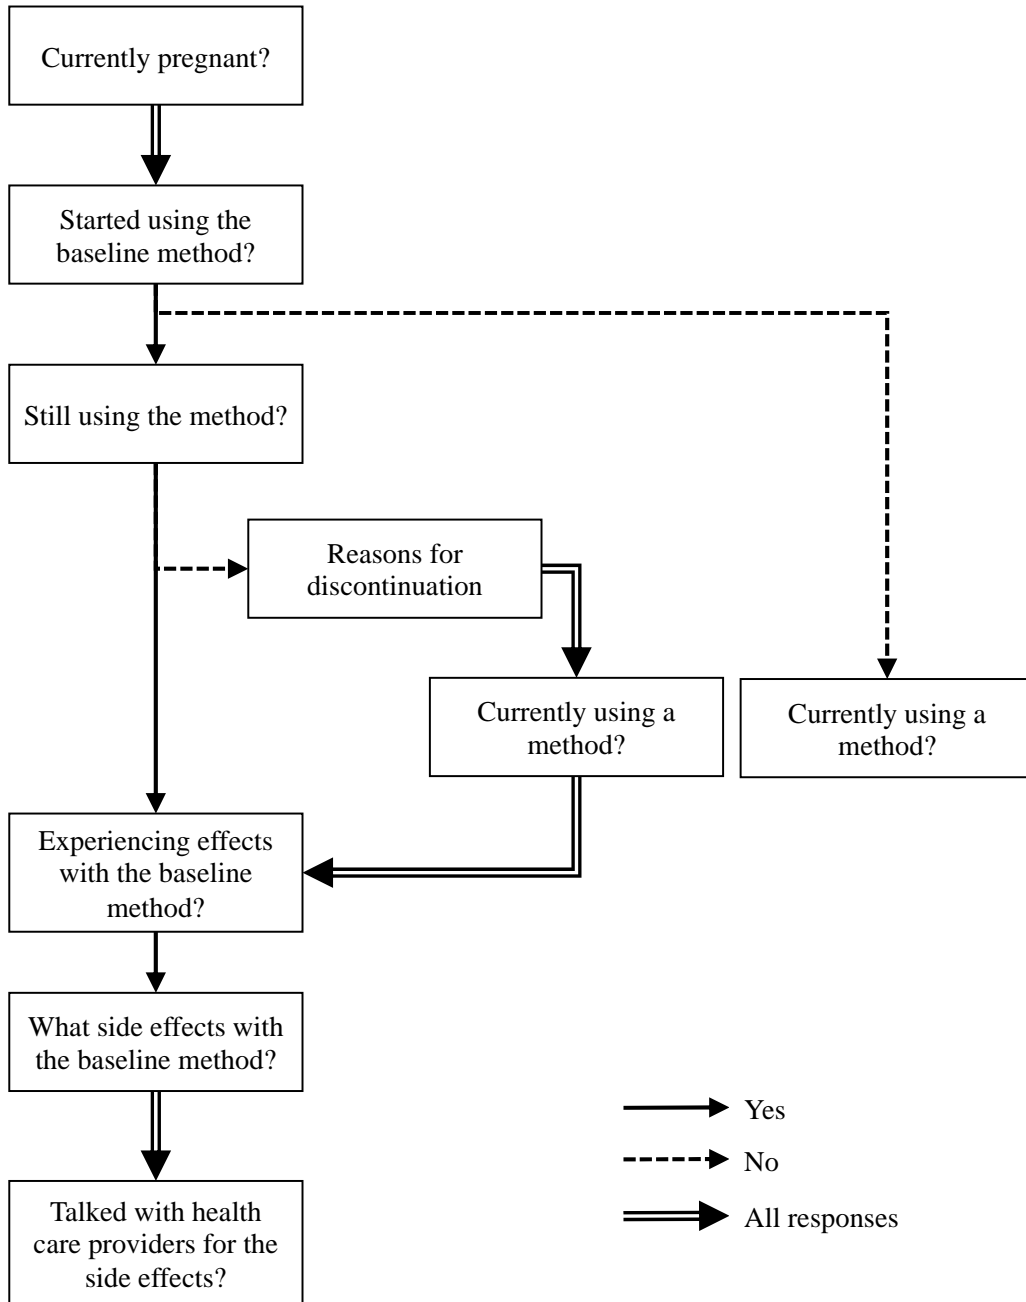 Currently pregnant?
Started using the
baseline method?
Still using the method?
Reasons for
discontinuation
Currently using a
method?
Currently using a
method?
Experiencing effects
with the baseline
method?
What side effects with
the baseline method?
Talked with health
care providers for the
side effects?
Yes
No
All responses